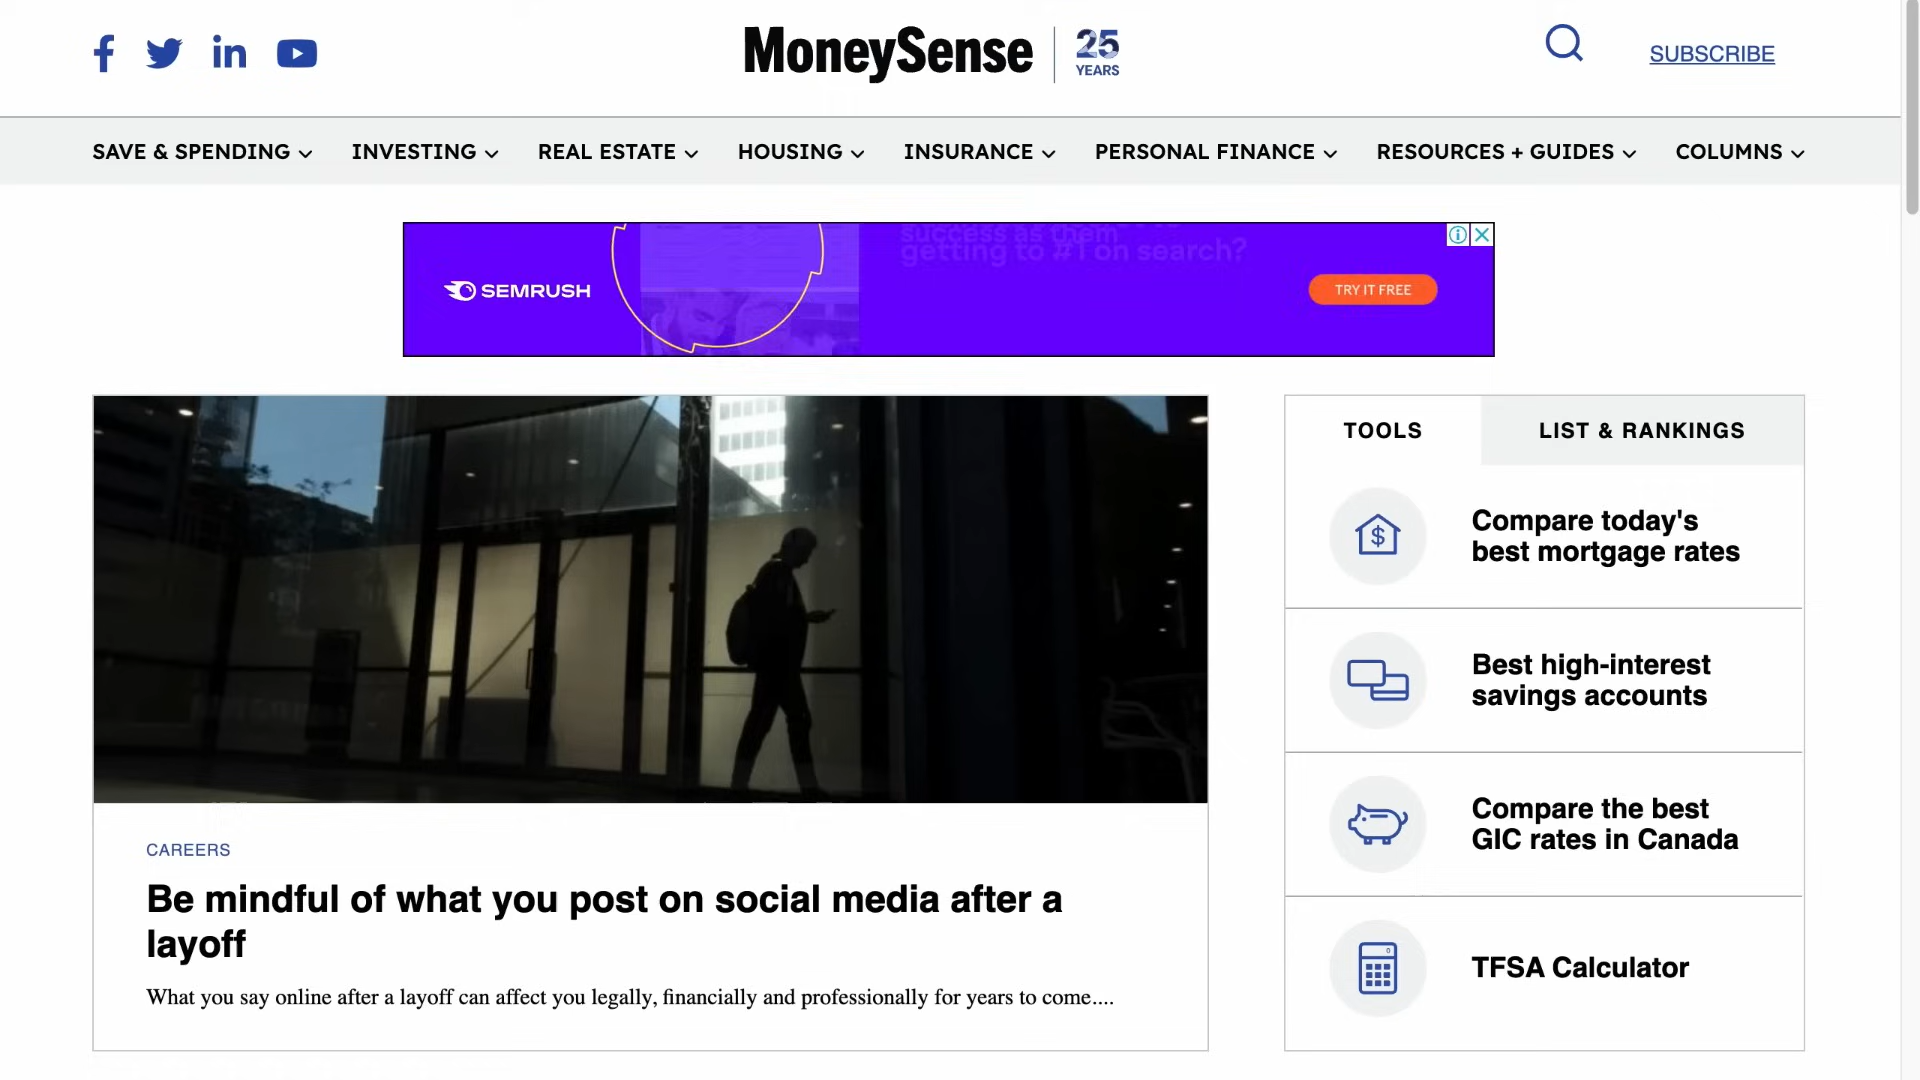 MoneySense
25
YEARS
SUBSCRIBE
SAVE & SPENDING
INVESTING
REAL ESTATE
HOUSING
INSURANCE
PERSONAL FINANCE
RESOURCES + GUIDES
COLUMNS
SEMRUSH
success as them
getting to #1 on search?
TRY IT FREE
CAREERS
Be mindful of what you post on social media after a
layoff
What you say online after a layoff can affect you legally, financially and professionally for years to come....
TOOLS
LIST & RANKINGS
Compare today's
best mortgage rates
Best high-interest
savings accounts
Compare the best
GIC rates in Canada
TFSA Calculator